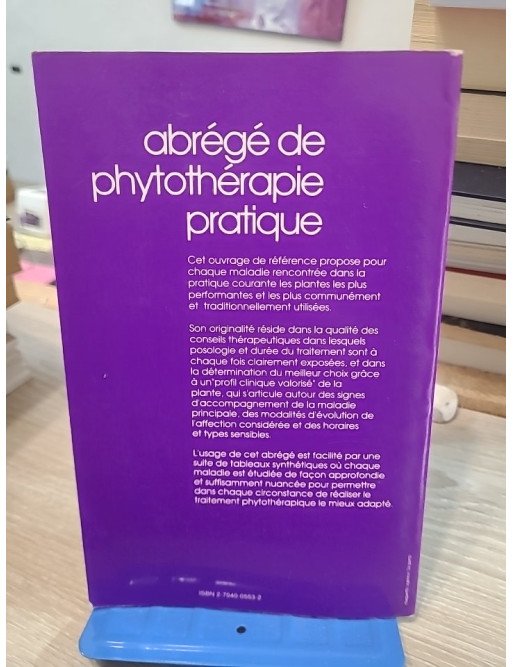 abrégé de
phytothérapie
pratique
Cet ouvrage de référence propose pour
chaque maladie rencontrée dans la
pratique courante les plantes les plus
performantes et les plus communément
et traditionnellement utilisées.
Son originalité réside dans la qualité des
conseils thérapeutiques dans lesquels
posologie et durée du traitement sont à
chaque fois clairement exposées, et dans
la détermination du meilleur choix grâce
à un"profil clinique valorisé" de la
plante, qui s'articule autour des signes
d'accompagnement de la maladie
principale, des modalités d'évolution de
l'affection considérée et des horaires
et types sensibles.
L'usage de cet abrégé est facilité par une
suite de tableaux synthétiques où chaque
maladie est étudiée de façon approfondie
et suffisamment nuancée pour permettre
dans chaque circonstance de réaliser le
traitement phytothérapique le mieux adapté.
ISBN 2-7040 0553-2